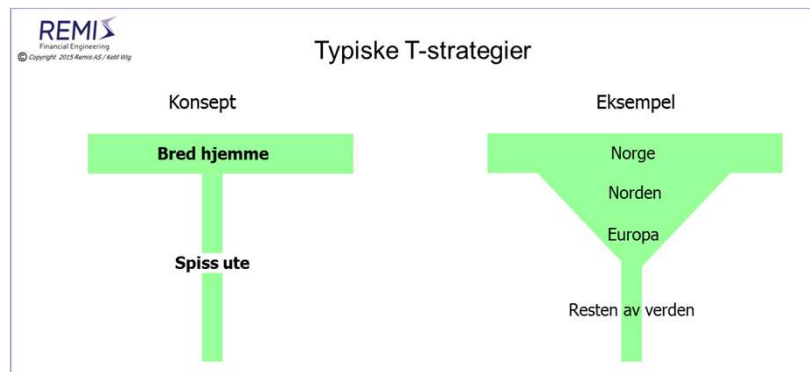 REMIS
Financial Engineering
© Copyright 2015 Remis AS / Ketil Wig
Typiske T-strategier
Konsept
Bred hjemme
Spiss ute
Eksempel
Norge
Norden
Europa
Resten av verden